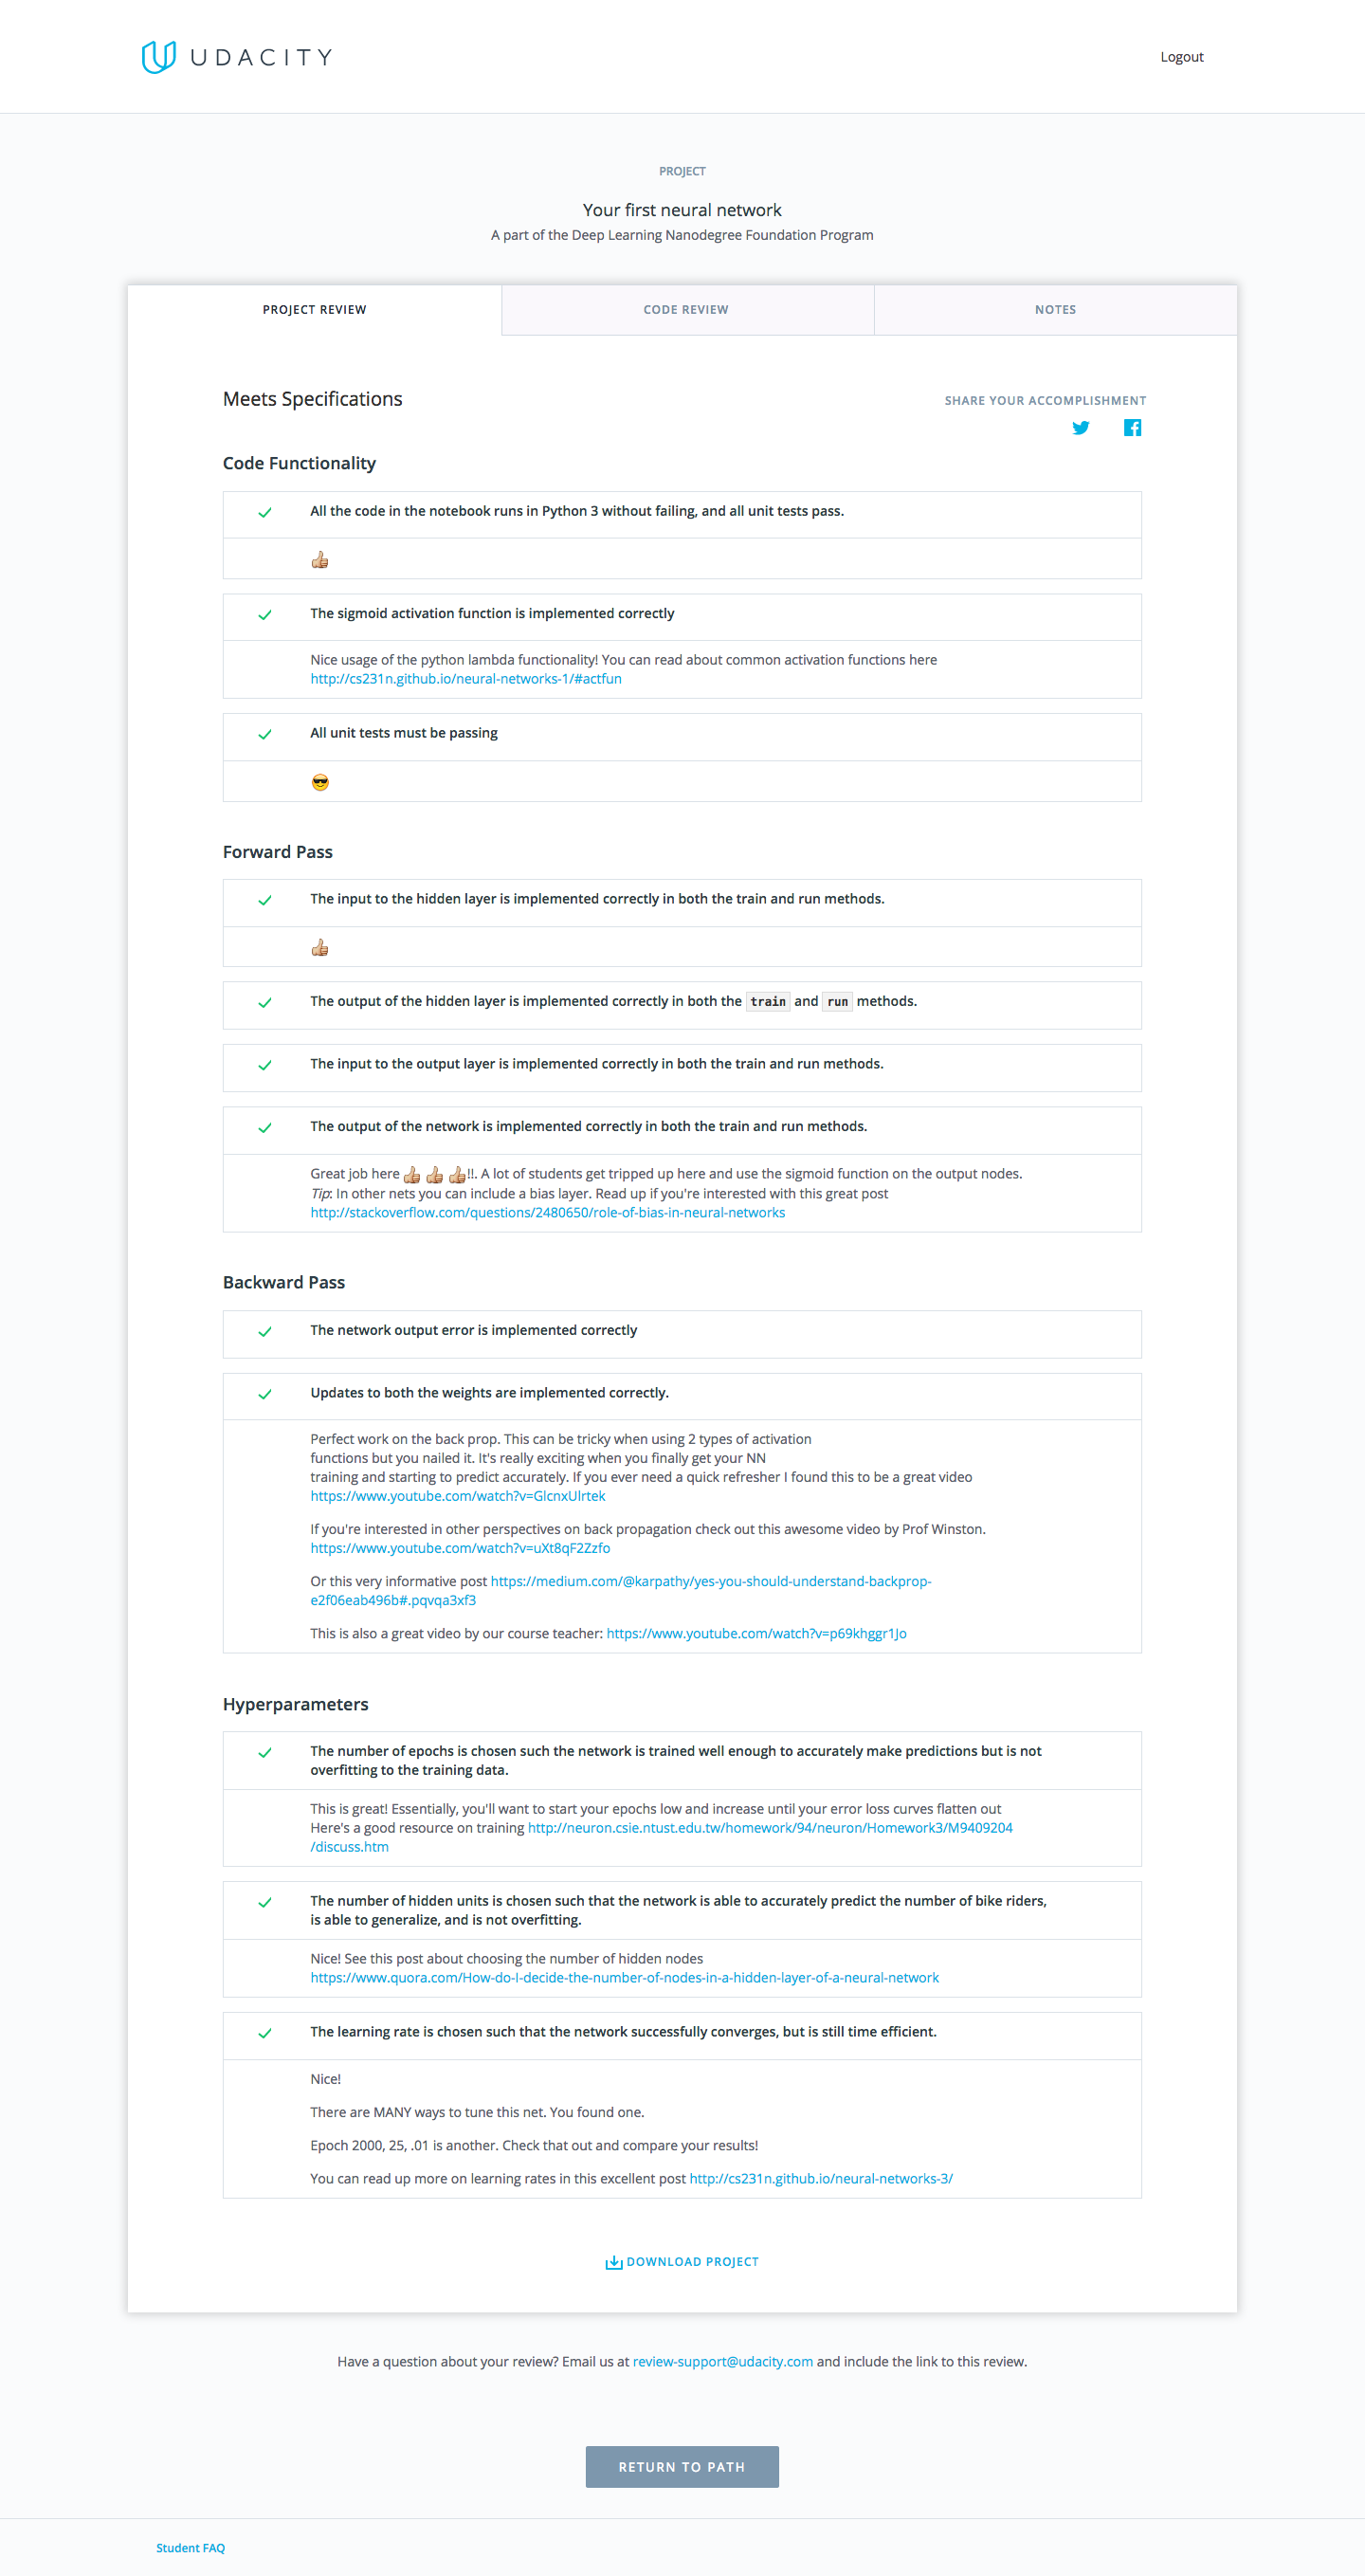 UDACITY
Logout
PROJECT
Your first neural network
A part of the Deep Learning Nanodegree Foundation Program
PROJECT REVIEW
CODE REVIEW
NOTES
Meets Specifications
SHARE YOUR ACCOMPLISHMENT
Code Functionality
All the code in the notebook runs in Python 3 without failing, and all unit tests pass.
The sigmoid activation function is implemented correctly
Nice usage of the python lambda functionality! You can read about common activation functions here
http://cs231n.github.io/neural-networks-1/#actfun
All unit tests must be passing
Forward Pass
The input to the hidden layer is implemented correctly in both the train and run methods.
The output of the hidden layer is implemented correctly in both the train and run methods.
The input to the output layer is implemented correctly in both the train and run methods.
The output of the network is implemented correctly in both the train and run methods.
Great job here 👍 👍 👍!!. A lot of students get tripped up here and use the sigmoid function on the output nodes.
Tip: In other nets you can include a bias layer. Read up if you're interested with this great post
http://stackoverflow.com/questions/2480650/role-of-bias-in-neural-networks
Backward Pass
The network output error is implemented correctly
Updates to both the weights are implemented correctly.
Perfect work on the back prop. This can be tricky when using 2 types of activation
functions but you nailed it. It's really exciting when you finally get your NN
training and starting to predict accurately. If you ever need a quick refresher I found this to be a great video
https://www.youtube.com/watch?v=GlcnxUlrtek
If you're interested in other perspectives on back propagation check out this awesome video by Prof Winston.
https://www.youtube.com/watch?v=uXt8qF2Zzfo
Or this very informative post https://medium.com/@karpathy/yes-you-should-understand-backprop-
e2f06eab496b#.pqvqa3xf3
This is also a great video by our course teacher: https://www.youtube.com/watch?v=p69khggr1Jo
Hyperparameters
The number of epochs is chosen such the network is trained well enough to accurately make predictions but is not
overfitting to the training data.
This is great! Essentially, you'll want to start your epochs low and increase until your error loss curves flatten out
Here's a good resource on training http://neuron.csie.ntust.edu.tw/homework/94/neuron/Homework3/M9409204
/discuss.htm
The number of hidden units is chosen such that the network is able to accurately predict the number of bike riders,
is able to generalize, and is not overfitting.
Nice! See this post about choosing the number of hidden nodes
https://www.quora.com/How-do-I-decide-the-number-of-nodes-in-a-hidden-layer-of-a-neural-network
The learning rate is chosen such that the network successfully converges, but is still time efficient.
Nice!
There are MANY ways to tune this net. You found one.
Epoch 2000, 25, .01 is another. Check that out and compare your results!
You can read up more on learning rates in this excellent post http://cs231n.github.io/neural-networks-3/
DOWNLOAD PROJECT
Have a question about your review? Email us at review-support@udacity.com and include the link to this review.
RETURN TO PATH
Student FAQ